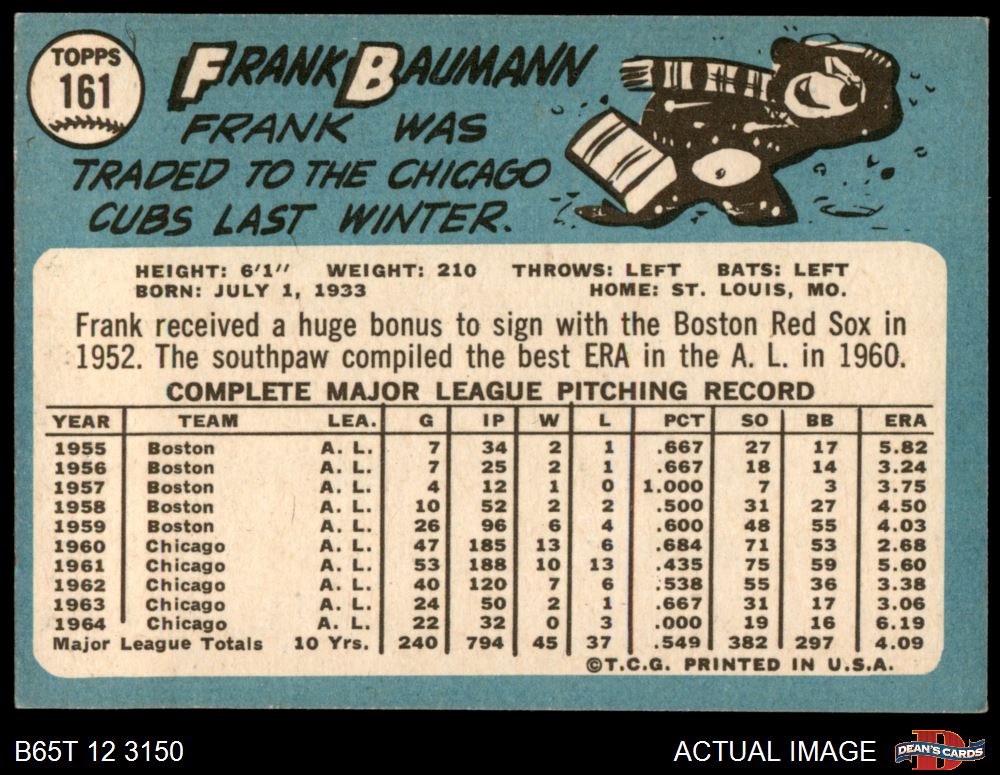 TOPPS
161
FRANK BAUMANN
FRANK WAS
TRADED TO THE CHICAGO
CUBS LAST WINTER.
HEIGHT: 6'1" WEIGHT: 210 THROWS: LEFT BATS: LEFT
BORN: JULY 1, 1933 HOME: ST. LOUIS, MO.
Frank received a huge bonus to sign with the Boston Red Sox in
1952. The southpaw compiled the best ERA in the A. L. in 1960.
COMPLETE MAJOR LEAGUE PITCHING RECORD
YEAR TEAM LEA. G IP W L PCT SO BB ERA
1955 Boston A. L. 7 34 2 1 .667 27 17 5.82
1956 Boston A. L. 7 25 2 1 .667 18 14 3.24
1957 Boston A. L. 4 12 1 0 1.000 7 3 3.75
1958 Boston A. L. 10 52 2 2 .500 31 27 4.50
1959 Boston A. L. 26 96 6 4 .600 48 55 4.03
1960 Chicago A. L. 47 185 13 6 .684 71 53 2.68
1961 Chicago A. L. 53 188 10 13 .435 75 59 5.60
1962 Chicago A. L. 40 120 7 6 .538 55 36 3.38
1963 Chicago A. L. 24 50 2 1 .667 31 17 3.06
1964 Chicago A. L. 22 32 0 3 .000 19 16 6.19
Major League Totals 10 Yrs. 240 794 45 37 .549 382 297 4.09
©T.C.G. PRINTED IN U.S.A.
B65T 12 3150 ACTUAL IMAGE D DEAN'S CARDS